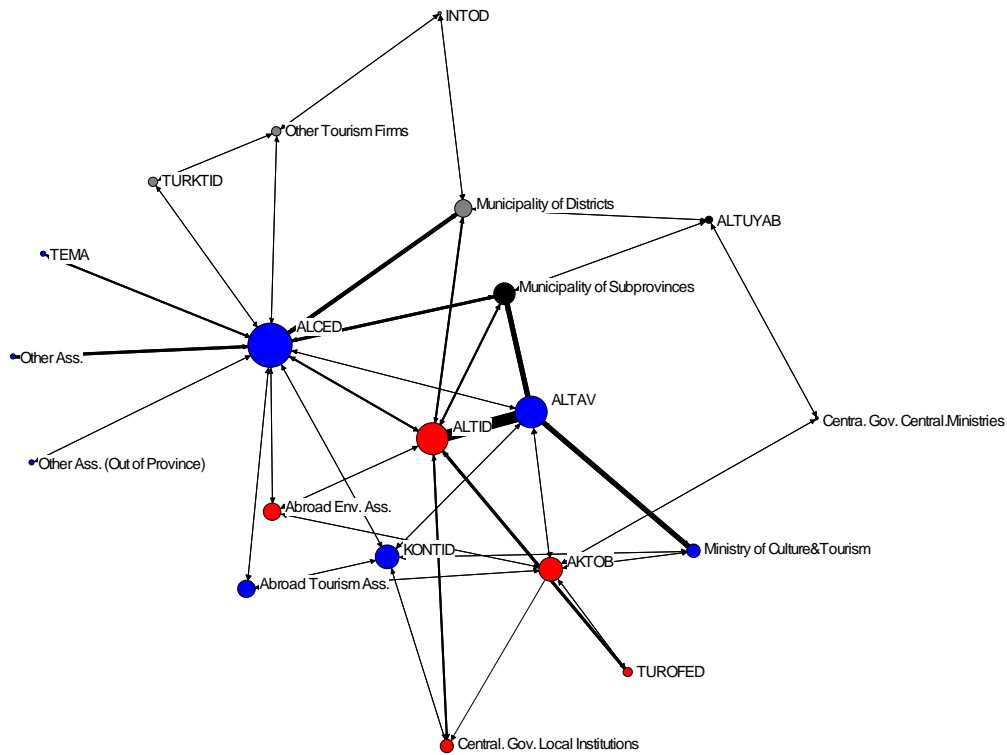 INTOD
Other Tourism Firms
TURKTID
Municipality of Districts
ALTUYAB
TEMA
Municipality of Subprovinces
ALCED
Other Ass.
ALTAV
Centra. Gov. Central.Ministries
ALTID
Other Ass. (Out of Province)
Abroad Env. Ass.
KONTID
Ministry of Culture&Tourism
AKTOB
Abroad Tourism Ass.
TUROFED
Central. Gov. Local Institutions